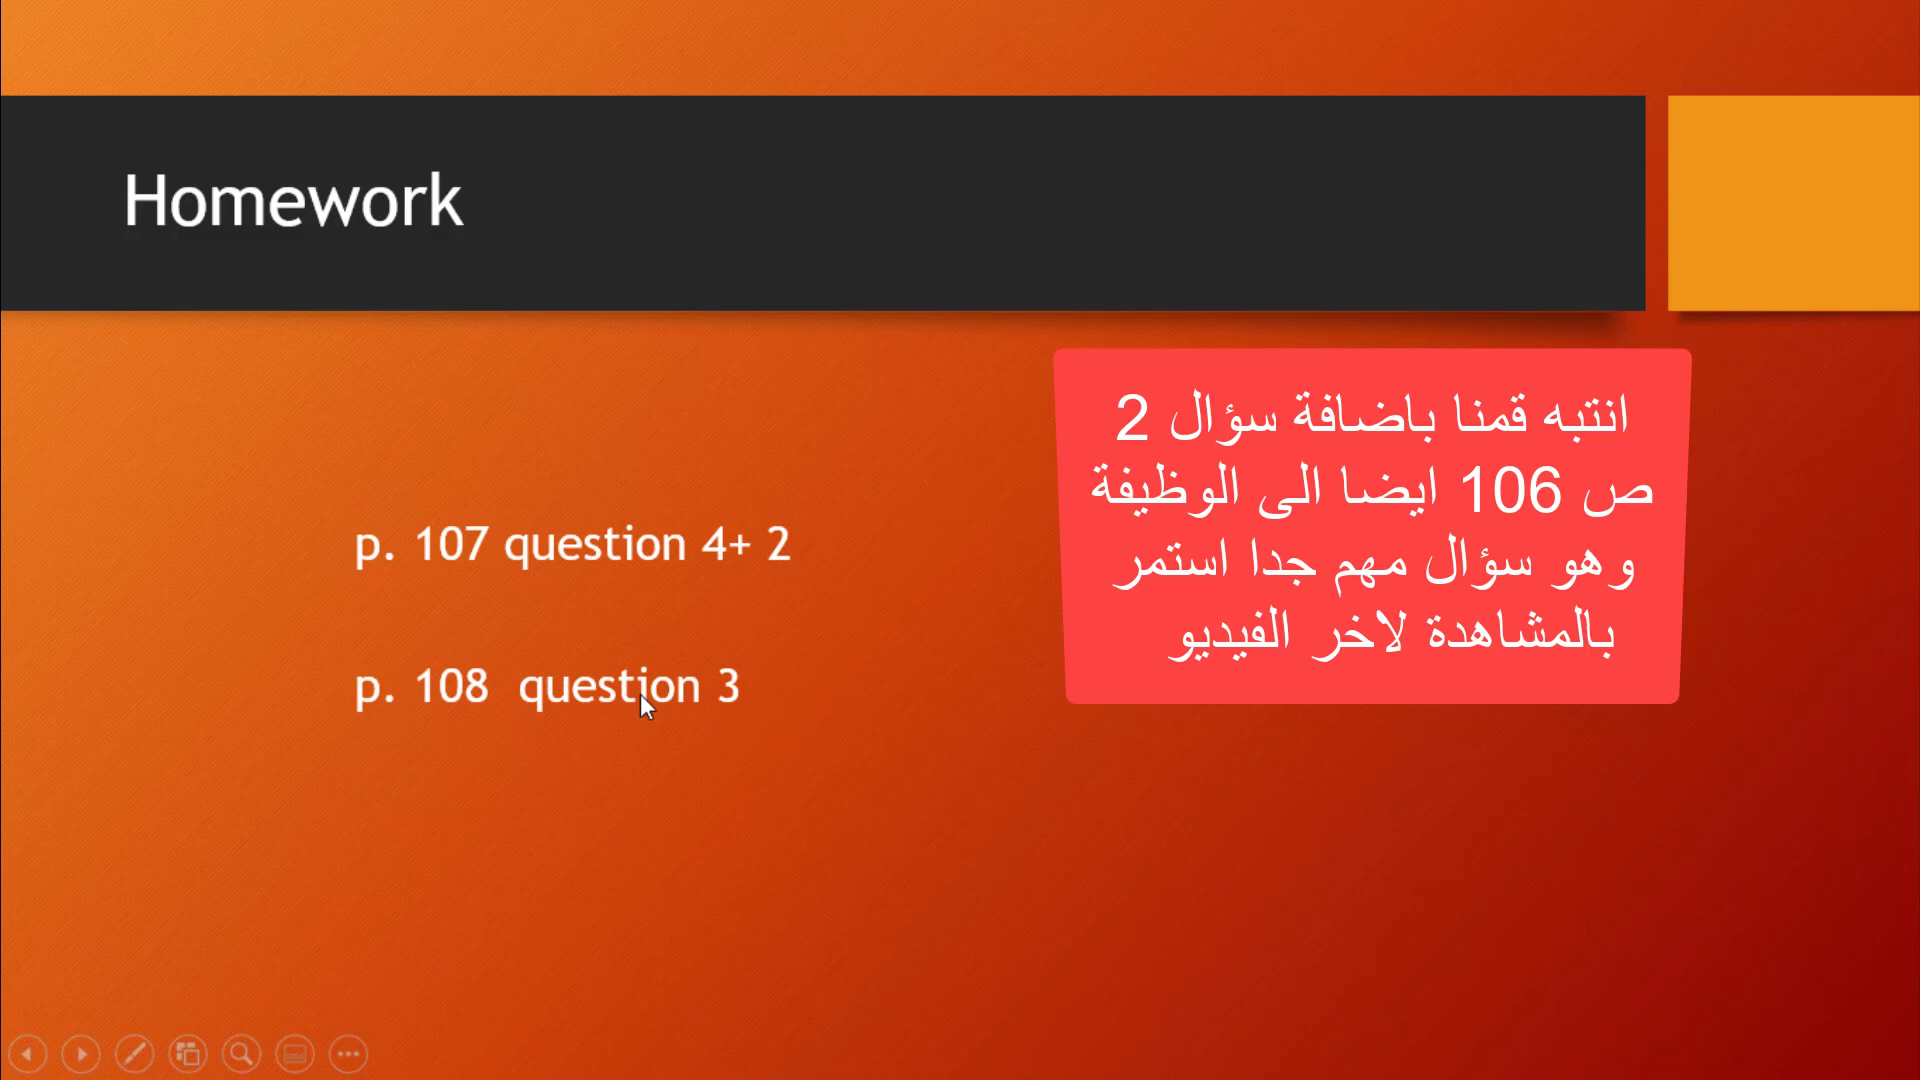 Homework
انتبه قمنا باضافة سؤال 2
ص 106 ايضا الى الوظيفة
وهو سؤال مهم جدا استمر
بالمشاهدة لاخر الفيديو
p. 107 question 4+ 2
p. 108 question 3